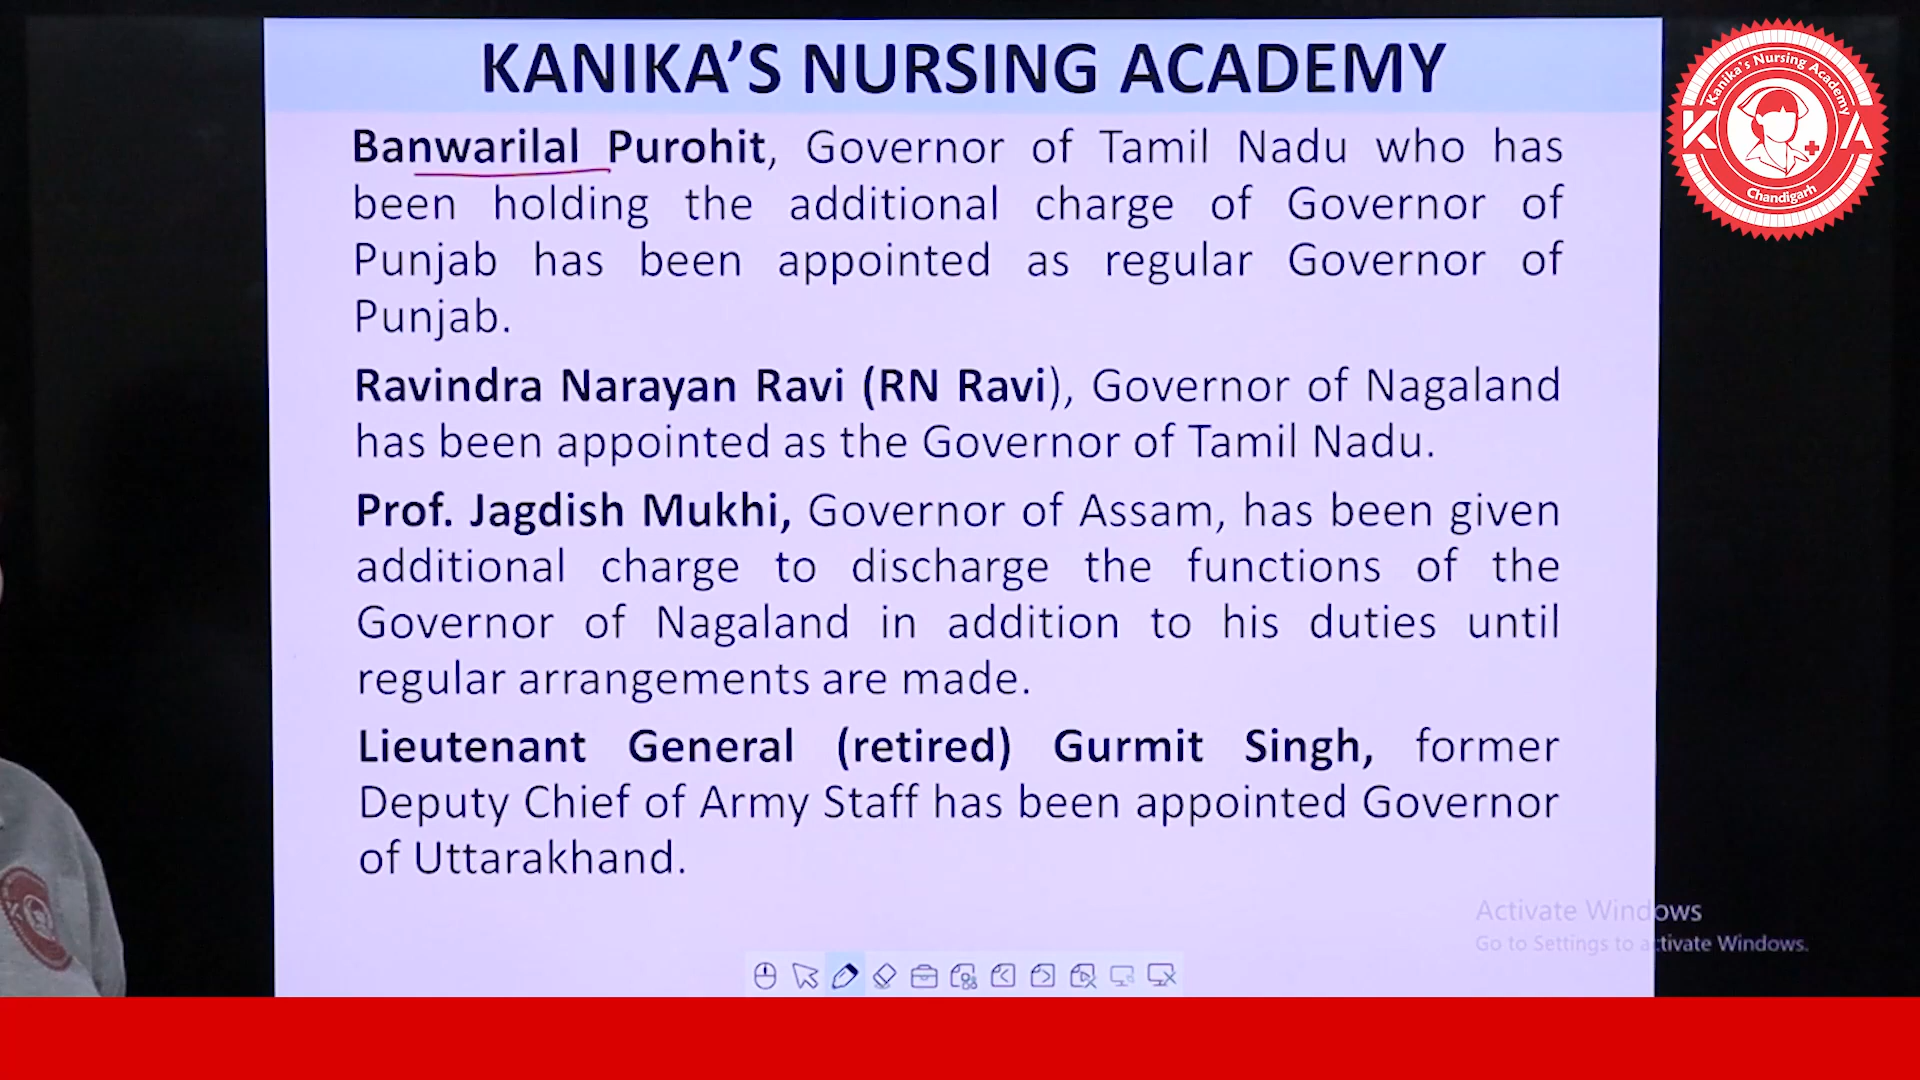 KANIKA’S NURSING ACADEMY
Banwarilal Purohit, Governor of Tamil Nadu who has
been holding the additional charge of Governor of
Punjab has been appointed as regular Governor of
Punjab.
Ravindra Narayan Ravi (RN Ravi), Governor of Nagaland
has been appointed as the Governor of Tamil Nadu.
Prof. Jagdish Mukhi, Governor of Assam, has been given
additional charge to discharge the functions of the
Governor of Nagaland in addition to his duties until
regular arrangements are made.
Lieutenant General (retired) Gurmit Singh, former
Deputy Chief of Army Staff has been appointed Governor
of Uttarakhand.
Kanika's Nursing Academy
K A
Chandigarh
Activate Windows
Go to Settings to activate Windows.